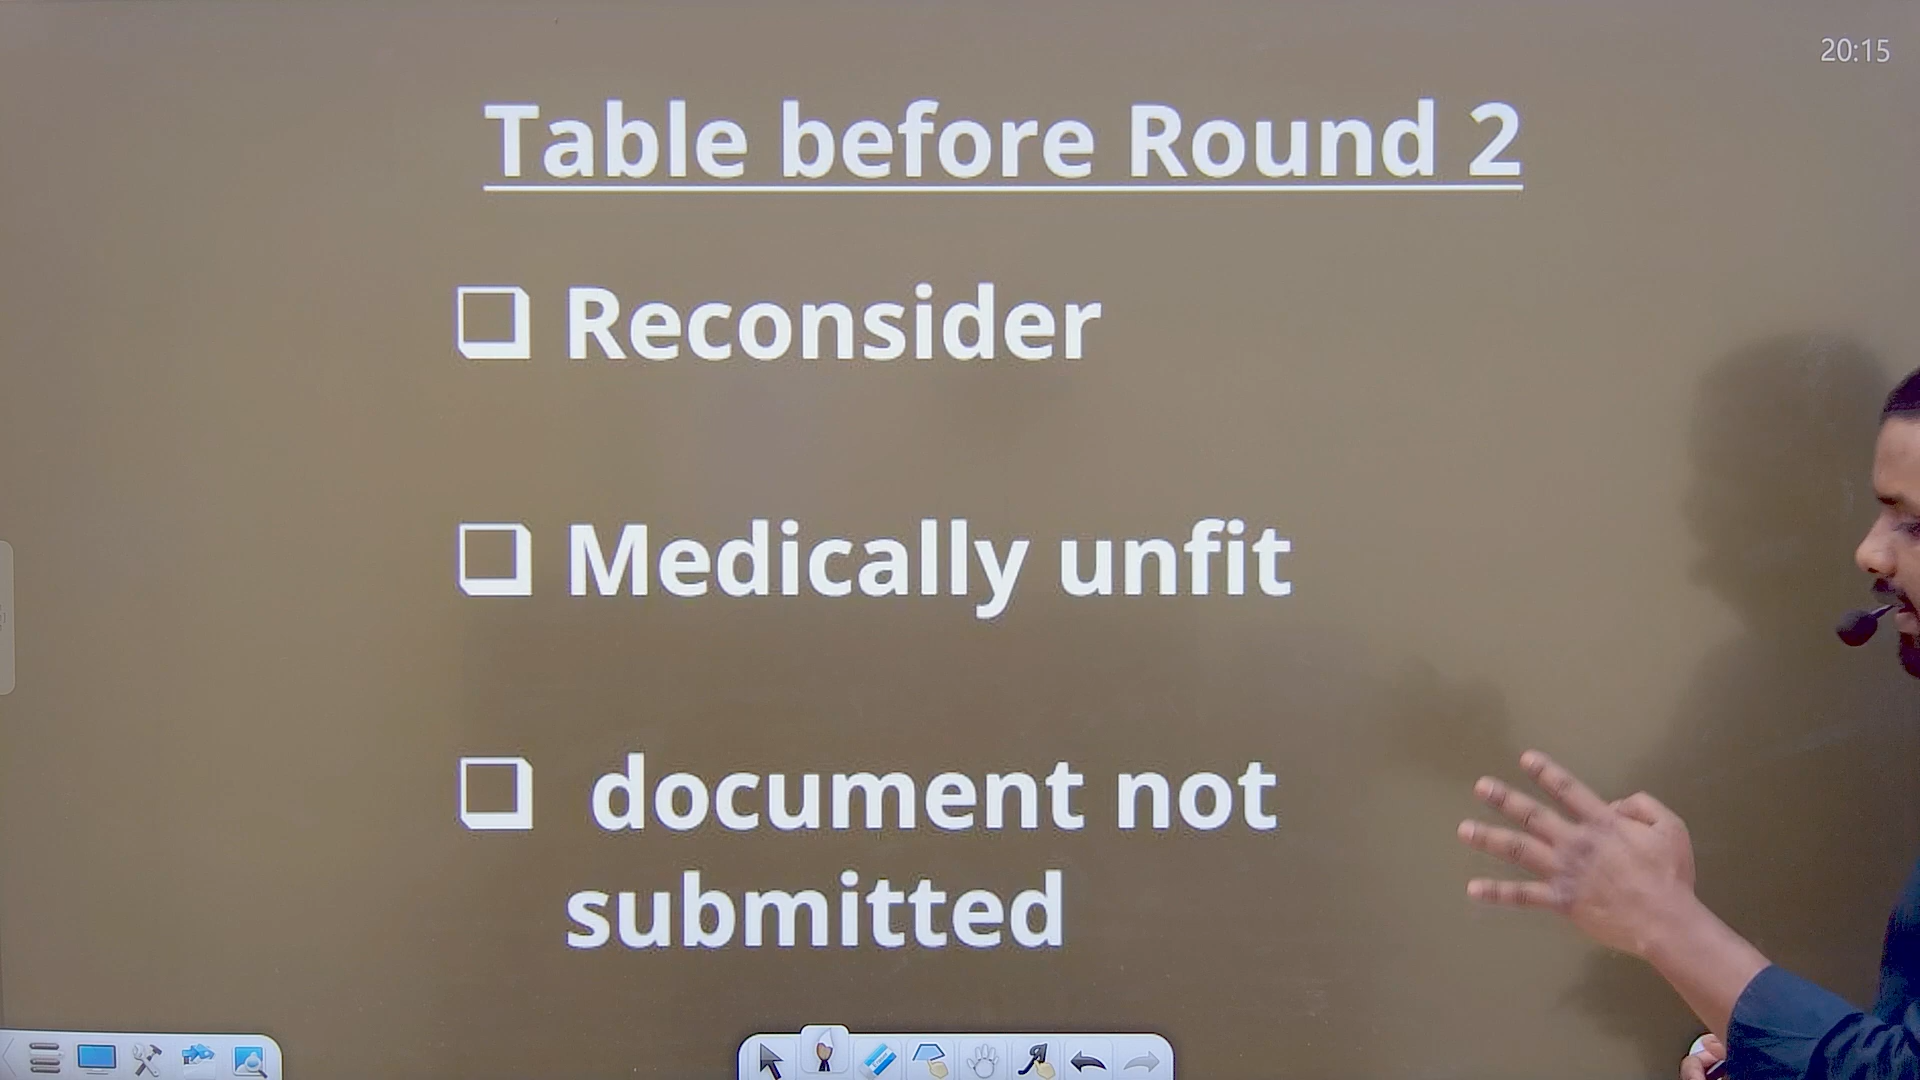 20:15
Table before Round 2
❑ Reconsider
❑ Medically unfit
❑ document not
submitted